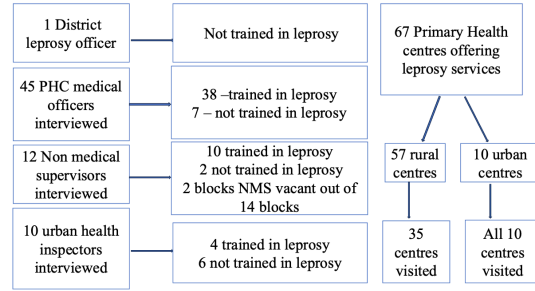 1 District
leprosy officer
Not trained in leprosy
45 PHC medical
officers
interviewed
38 –trained in leprosy
7 – not trained in leprosy
12 Non medical
supervisors
interviewed
10 trained in leprosy
2 not trained in leprosy
2 blocks NMS vacant out of
14 blocks
10 urban health
inspectors
interviewed
4 trained in leprosy
6 not trained in leprosy
67 Primary Health
centres offering
leprosy services
57 rural
centres
10 urban
centres
35
centres
visited
All 10
centres
visited